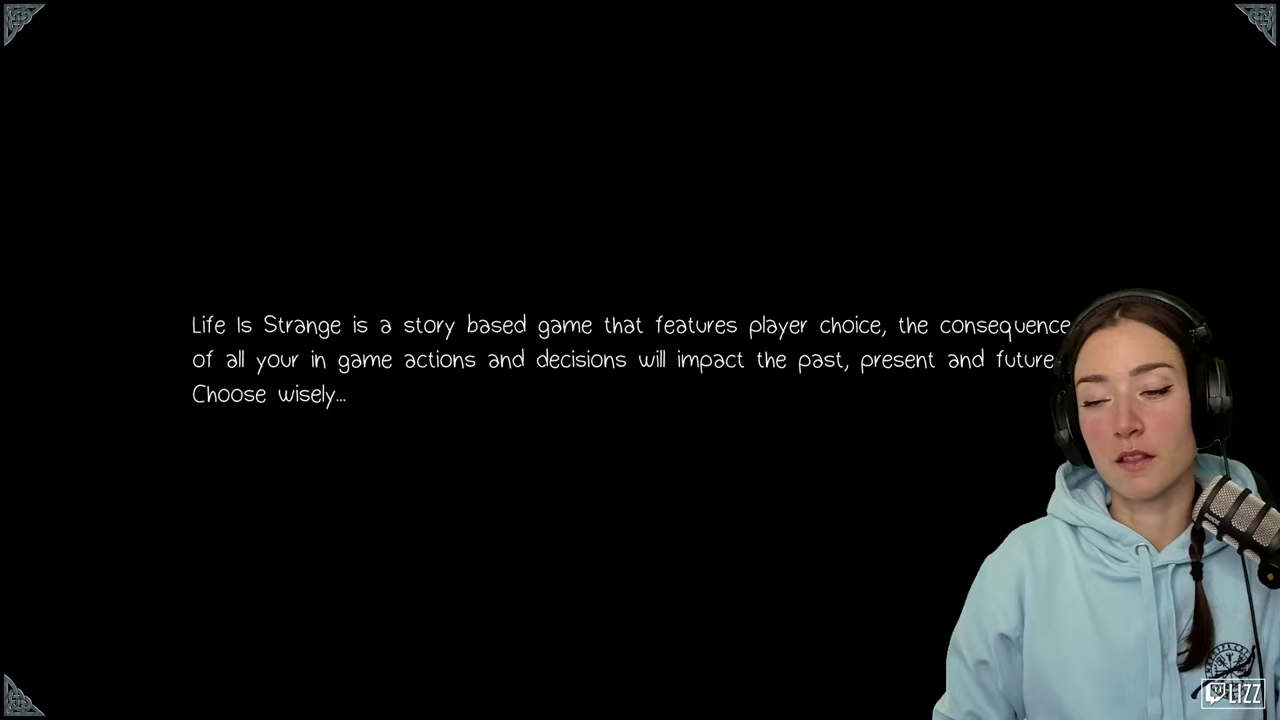 Life Is Strange is a story based game that features player choice, the consequence
of all your in game actions and decisions will impact the past, present and future
Choose wisely...
LIZZ